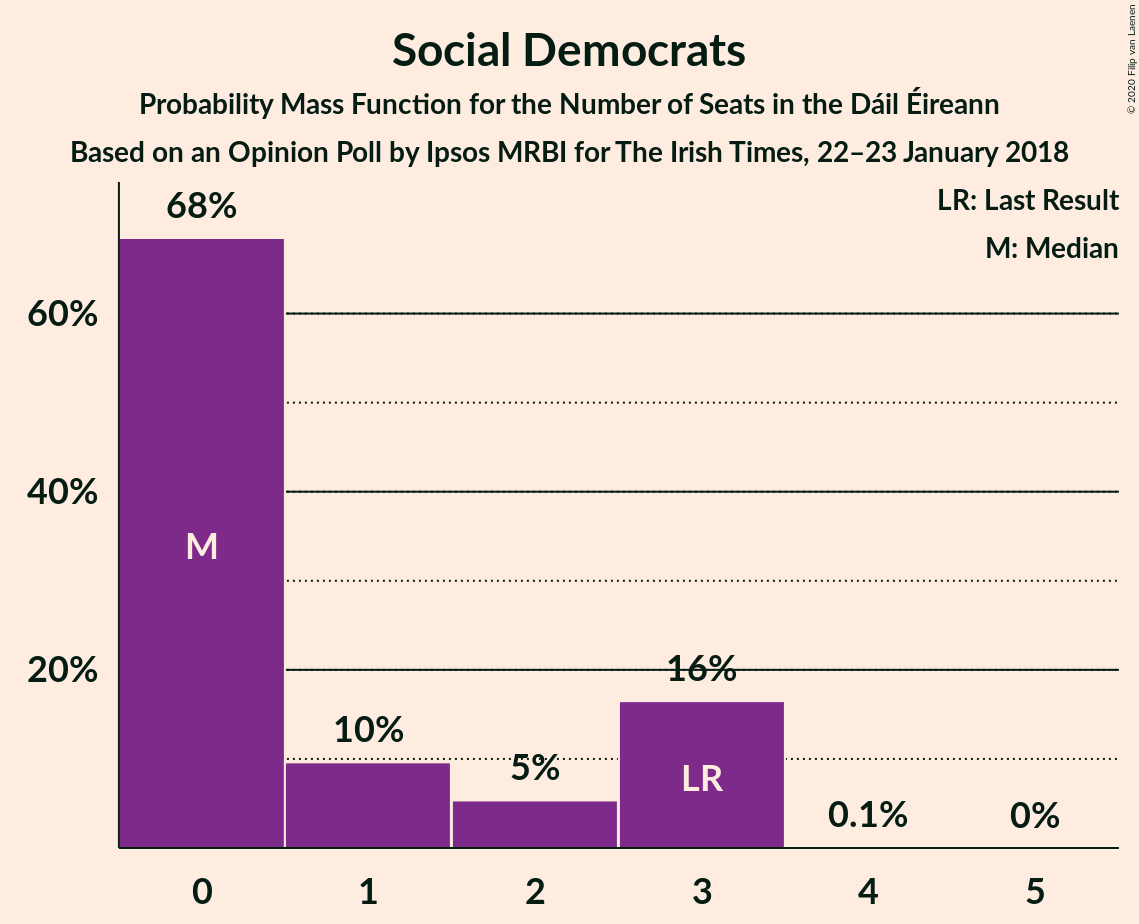 Social Democrats
Probability Mass Function for the Number of Seats in the Dáil Éireann
Based on an Opinion Poll by Ipsos MRBI for The Irish Times, 22–23 January 2018
© 2020 Filip van Laenen
LR: Last Result
M: Median
68%
60%
M
40%
20%
16%
10%
5%
LR
0.1%
0%
0 1 2 3 4 5